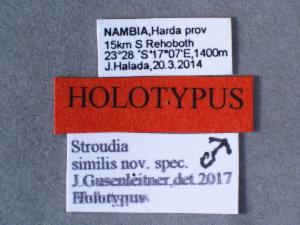 NAMBIA,Harda prov
15km S Rehoboth
23°28´S*17°07'E,1400m
J.Halada,20.3.2014
HOLOTYPUS
Stroudia ♂
similis nov. spec.
J.Gusenleitner,det 2017
Holotypus